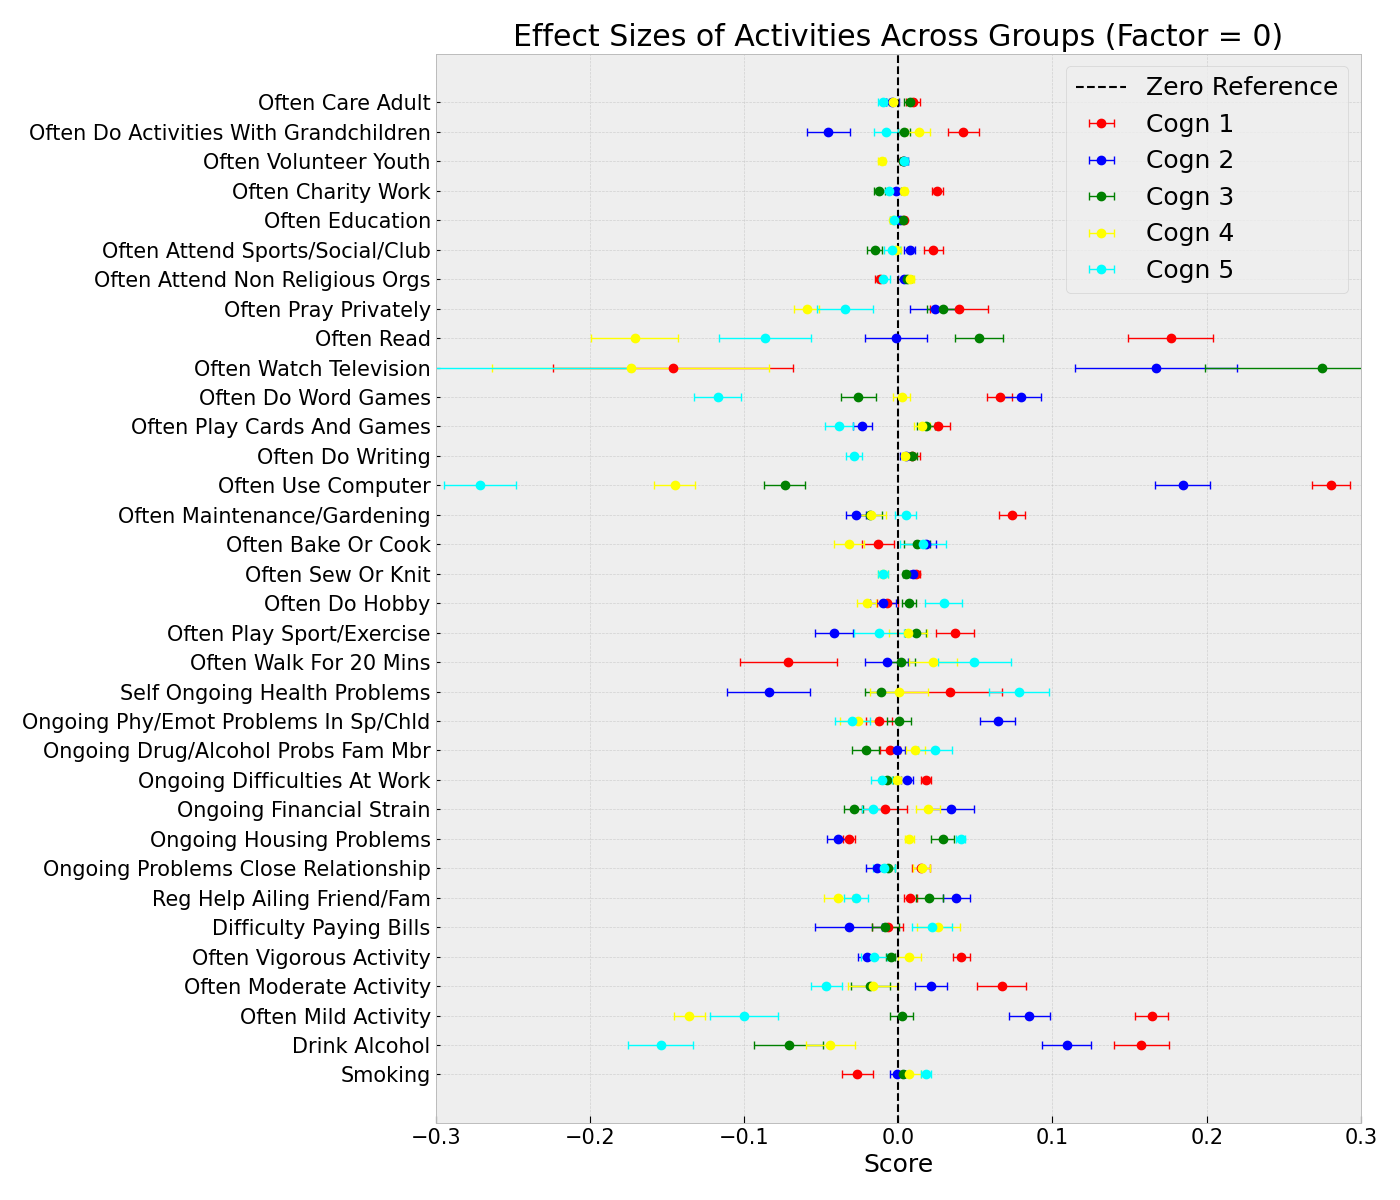 Effect Sizes of Activities Across Groups (Factor = 0)
Zero Reference
Cogn 1
Cogn 2
Cogn 3
Cogn 4
Cogn 5
Often Care Adult
Often Do Activities With Grandchildren
Often Volunteer Youth
Often Charity Work
Often Education
Often Attend Sports/Social/Club
Often Attend Non Religious Orgs
Often Pray Privately
Often Read
Often Watch Television
Often Do Word Games
Often Play Cards And Games
Often Do Writing
Often Use Computer
Often Maintenance/Gardening
Often Bake Or Cook
Often Sew Or Knit
Often Do Hobby
Often Play Sport/Exercise
Often Walk For 20 Mins
Self Ongoing Health Problems
Ongoing Phy/Emot Problems In Sp/Chld
Ongoing Drug/Alcohol Probs Fam Mbr
Ongoing Difficulties At Work
Ongoing Financial Strain
Ongoing Housing Problems
Ongoing Problems Close Relationship
Reg Help Ailing Friend/Fam
Difficulty Paying Bills
Often Vigorous Activity
Often Moderate Activity
Often Mild Activity
Drink Alcohol
Smoking
−0.3 −0.2 −0.1 0.0 0.1 0.2 0.3
Score